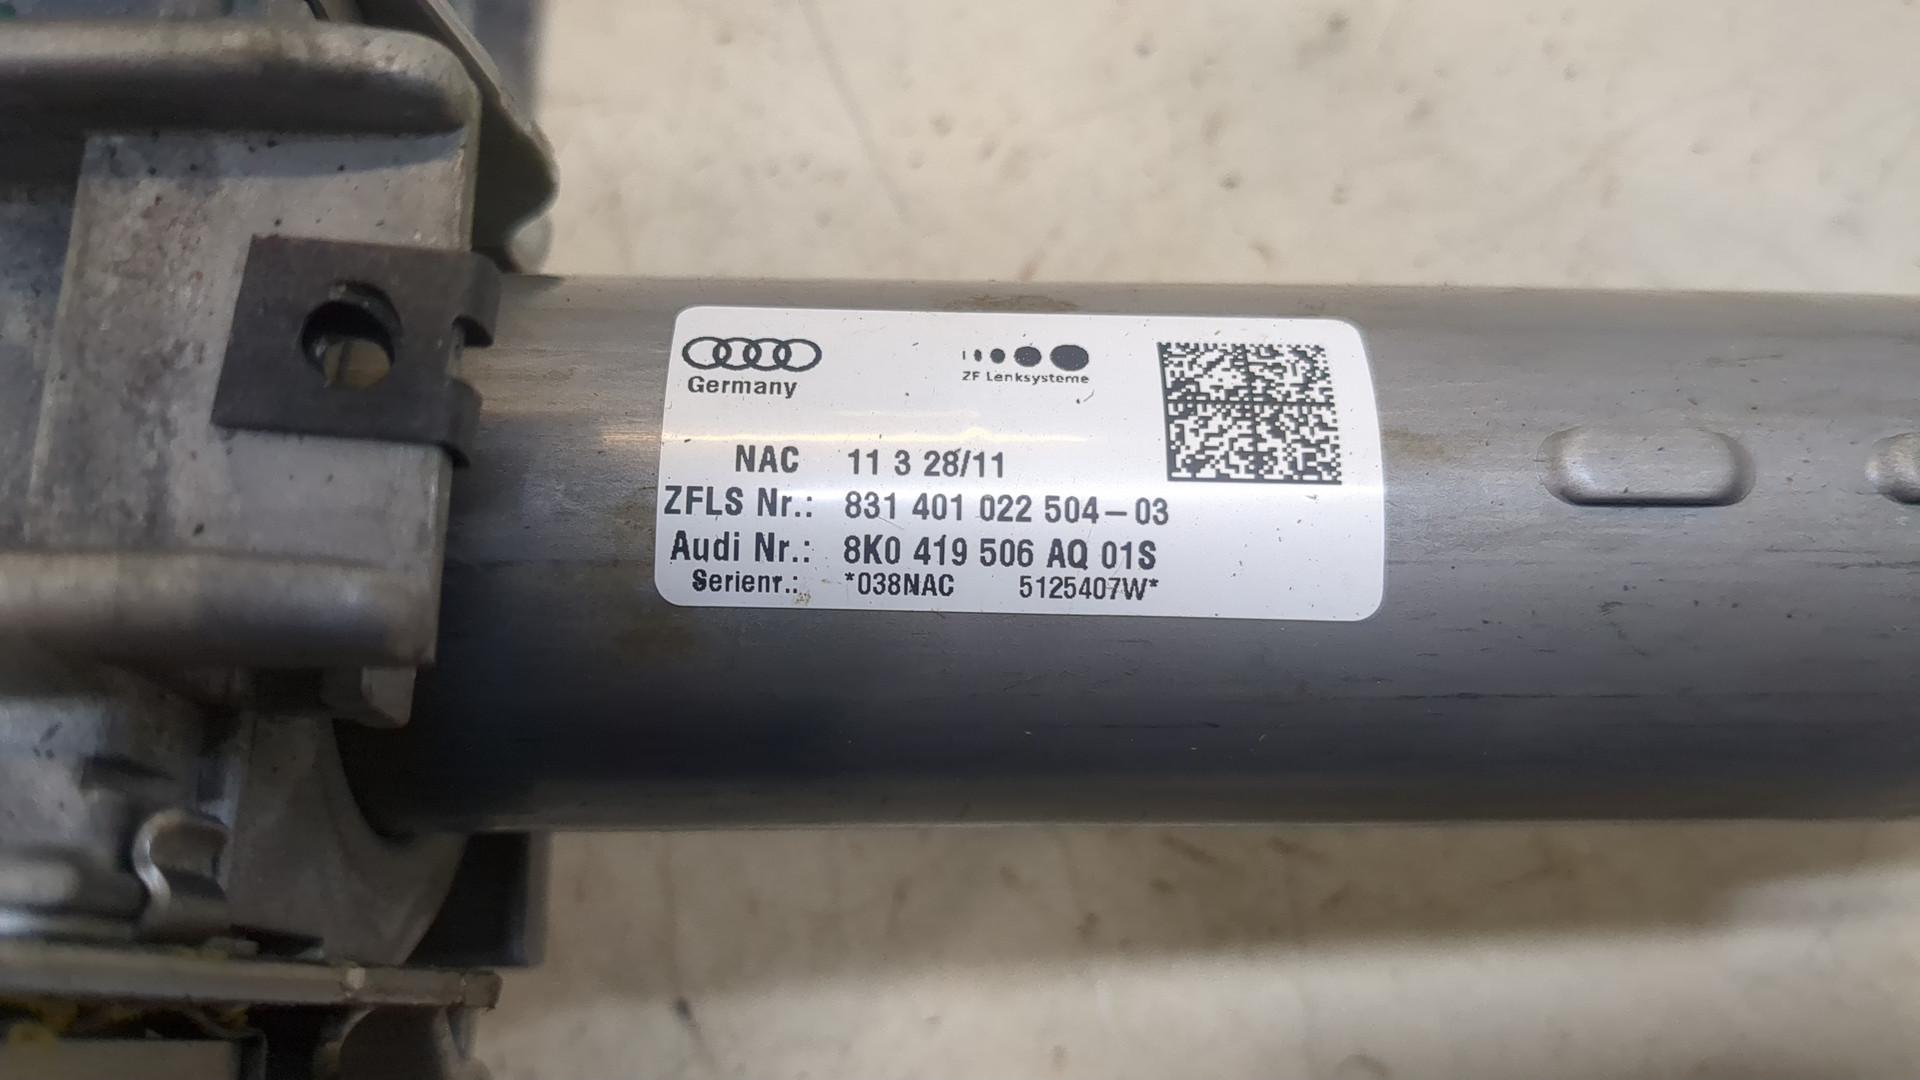 Germany
ZF Lenksysteme
NAC 11 3 28/11
ZFLS Nr.: 831 401 022 504-03
Audi Nr.: 8K0 419 506 AQ 01S
Serienr.: *038NAC 5125407W*